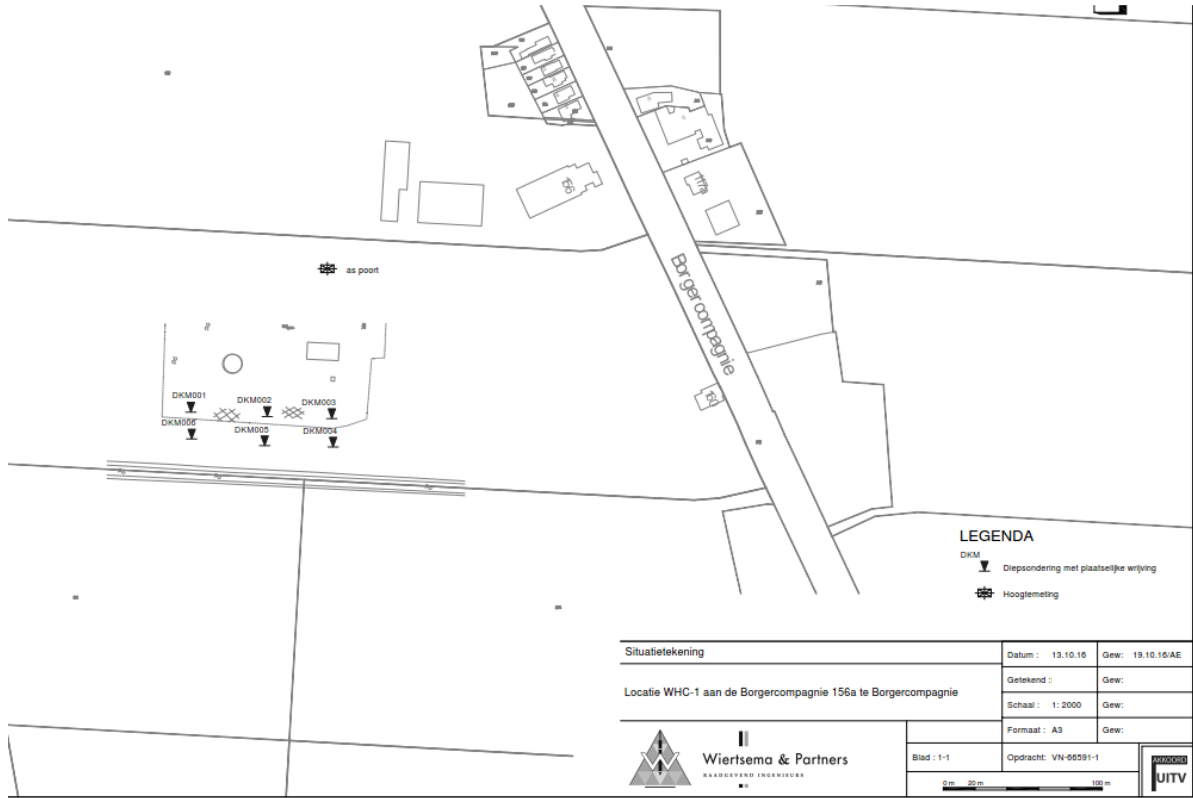 156
117a
Borgercompagnie
as poort
DKM001
DKM002
DKM003
160
DKM006
DKM005
DKM004
LEGENDA
DKM
Diepsondering met plaatselijke wrijving
Hoogtemeting
Situatietekening
Datum : 13.10.16
Gew: 19.10.16/AE
Locatie WHC-1 aan de Borgercompagnie 156a te Borgercompagnie
Getekend :
Gew:
Schaal : 1: 2000
Gew:
Formaat : A3
Gew:
Wiertsema & Partners
RAADGEVEND INGENIEURS
Blad : 1-1
Opdracht: VN-66591-1
0 m 20 m 100 m
AKKOORD
UITV